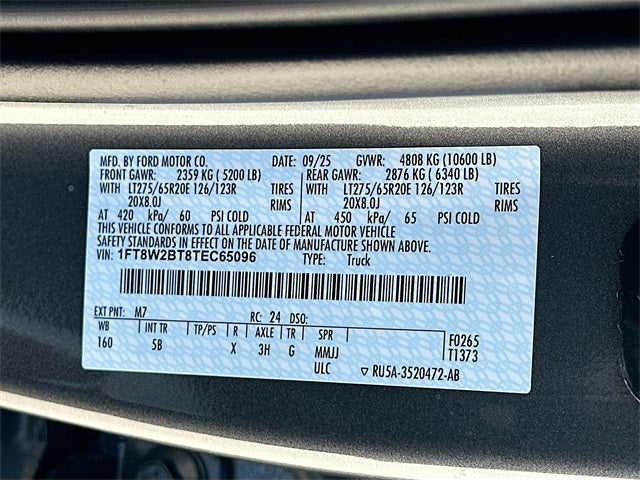 MFD. BY FORD MOTOR CO. DATE: 09/25 GVWR: 4808 KG (10600 LB)
FRONT GAWR: 2359 KG (5200 LB) REAR GAWR: 2876 KG (6340 LB)
WITH LT275/65R20E 126/123R TIRES WITH LT275/65R20E 126/123R TIRES
20X8.0J RIMS 20X8.0J RIMS
AT 420 kPa/ 60 PSI COLD AT 450 kPa/ 65 PSI COLD
THIS VEHICLE CONFORMS TO ALL APPLICABLE FEDERAL MOTOR VEHICLE
SAFETY STANDARDS IN EFFECT ON THE DATE OF MANUFACTURE SHOWN ABOVE.
VIN: 1FT8W2BT8TEC65096 TYPE: Truck
EXT PNT: M7 RC: 24 DSO:
WB INT TR TP/PS R AXLE TR SPR F0265
160 5B X 3H G MMJJ T1373
ULC ▽ RU5A-3520472-AB